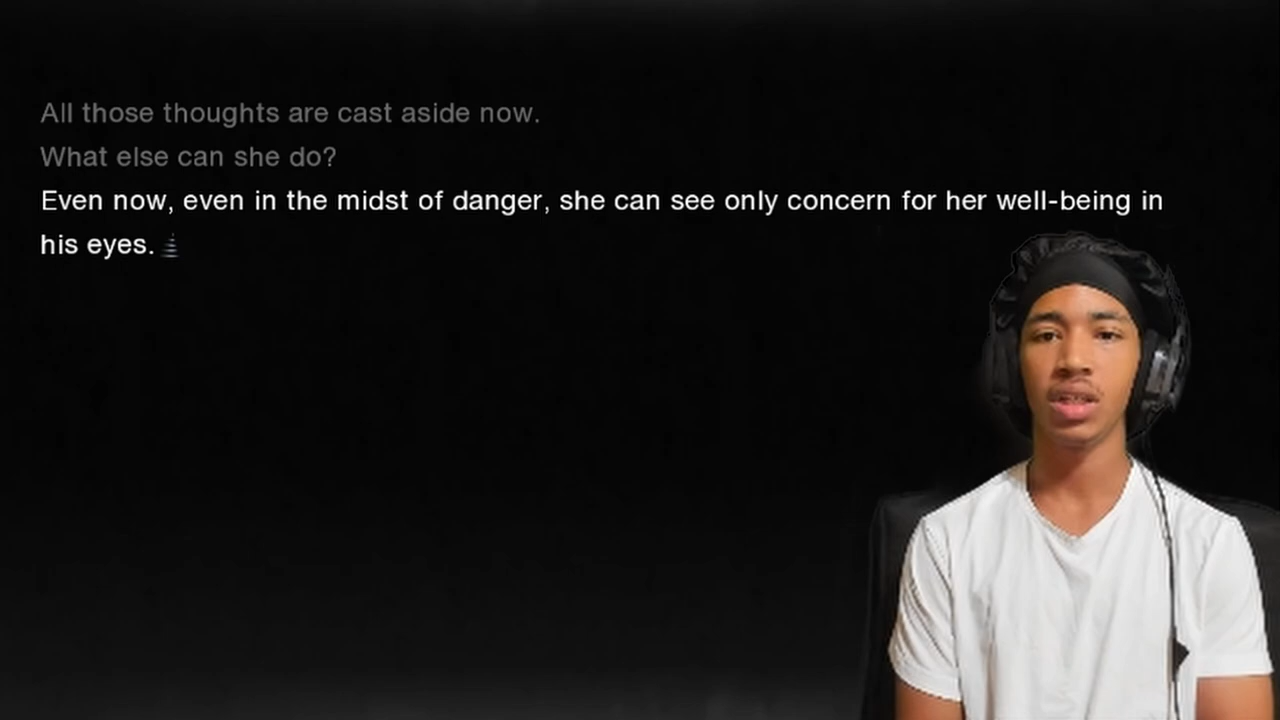 All those thoughts are cast aside now.
What else can she do?
Even now, even in the midst of danger, she can see only concern for her well-being in
his eyes.